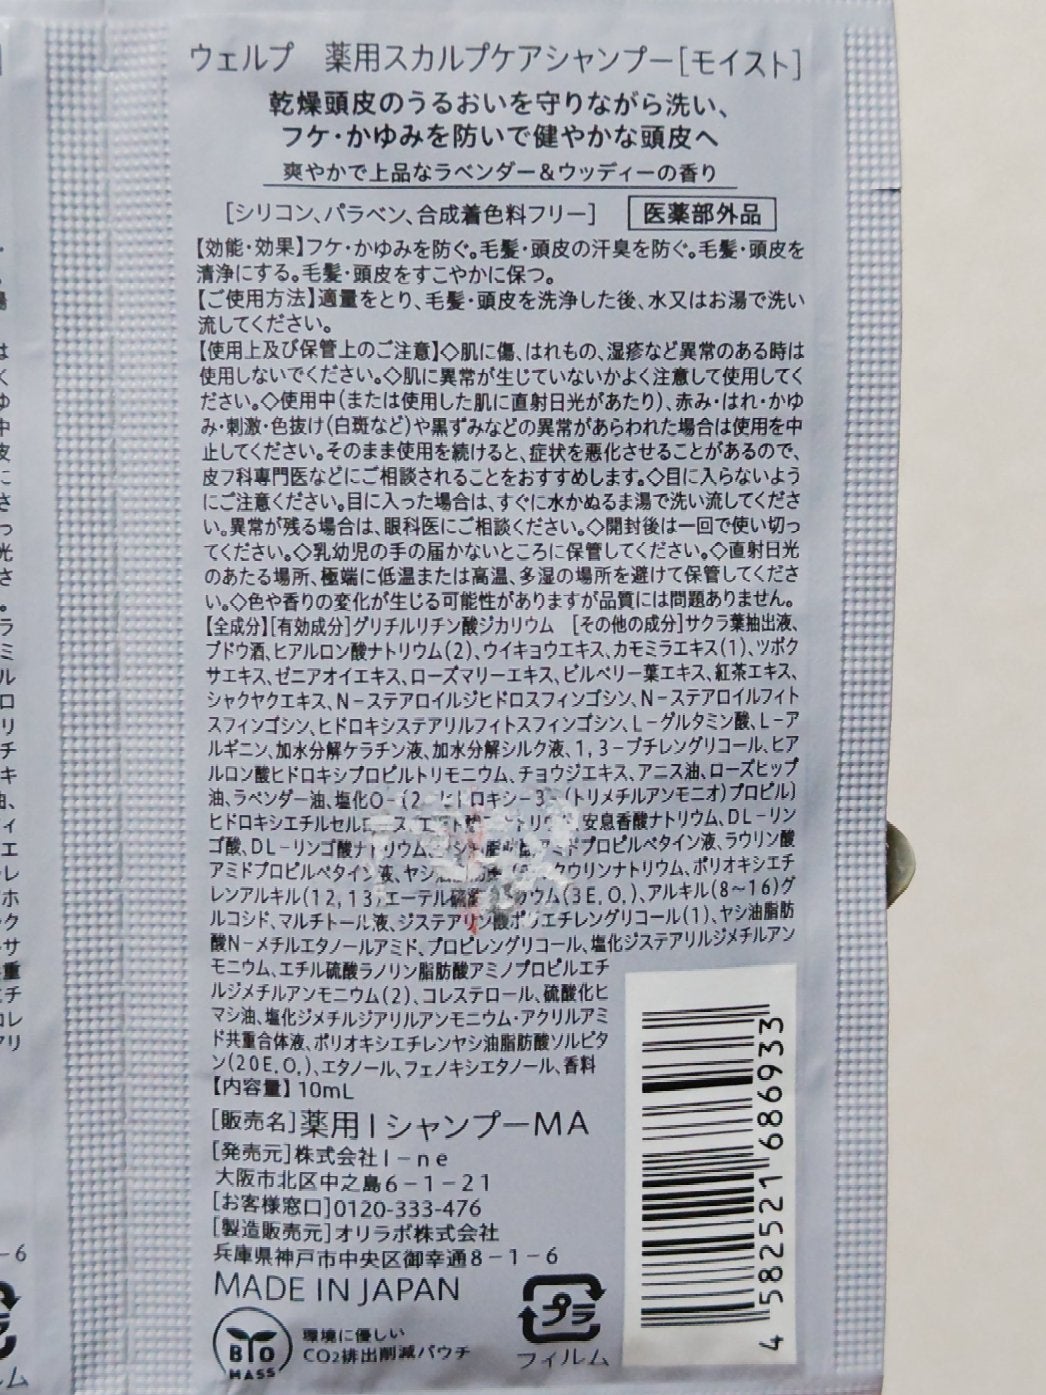 ウェルプ　薬用スカルプケアシャンプー[モイスト]
乾燥頭皮のうるおいを守りながら洗い、
フケ・かゆみを防いで健やかな頭皮へ
爽やかで上品なラベンダー&ウッディーの香り
[シリコン、パラベン、合成着色料フリー]　医薬部外品
【効能・効果】フケ・かゆみを防ぐ。毛髪・頭皮の汗臭を防ぐ。毛髪・頭皮を
清浄にする。毛髪・頭皮をすこやかに保つ。
【ご使用方法】適量をとり、毛髪・頭皮を洗浄した後、水又はお湯で洗い
流してください。
【使用上及び保管上のご注意】◇肌に傷、はれもの、湿疹など異常のある時は
使用しないでください。◇肌に異常が生じていないかよく注意して使用してく
ださい。◇使用中(または使用した肌に直射日光があたり)、赤み・はれ・かゆ
み・刺激・色抜け(白斑など)や黒ずみなどの異常があらわれた場合は使用を中
止してください。そのまま使用を続けると、症状を悪化させることがあるので、
皮フ科専門医などにご相談されることをおすすめします。◇目に入らないよう
にご注意ください。目に入った場合は、すぐに水かぬるま湯で洗い流してくださ
い。異常が残る場合は、眼科医にご相談ください。◇開封後は一回で使い切っ
てください。◇乳幼児の手の届かないところに保管してください。◇直射日光
のあたる場所、極端に低温または高温、多湿の場所を避けて保管してくださ
い。◇色や香りの変化が生じる可能性がありますが品質には問題ありません。
【全成分】[有効成分]グリチルリチン酸ジカリウム　[その他の成分]サクラ葉抽出液、
ブドウ酒、ヒアルロン酸ナトリウム(2)、ウイキョウエキス、カモミラエキス(1)、ツボク
サエキス、ゼニアオイエキス、ローズマリーエキス、ビルベリー葉エキス、紅茶エキス、
シャクヤクエキス、N－ステアロイルジヒドロスフィンゴシン、N－ステアロイルフィト
スフィンゴシン、ヒドロキシステアリルフィトスフィンゴシン、L－グルタミン酸、L－ア
ルギニン、加水分解ケラチン液、加水分解シルク液、1, 3－ブチレングリコール、ヒア
ルロン酸ヒドロキシプロピルトリモニウム、チョウジエキス、アニス油、ローズヒップ
油、ラベンダー油、塩化O－(2－ヒドロキシ－3－(トリメチルアンモニオ)プロピル)
ヒドロキシエチルセルロース、安息香酸ナトリウム、DL－リン
ゴ酸、DL－リンゴ酸ナトリウム、アミドプロピルベタイン液、ラウリン酸
アミドプロピルベタイン液、ナトリウム、ポリオキシエチ
レンアルキル(12, 13)エーテル硫酸(3E.O.)、アルキル(8～16)グ
ルコシド、マルチトール液、ジステアリン酸ポリエチレングリコール(1)、ヤシ油脂肪
酸N－メチルエタノールアミド、プロピレングリコール、塩化ジステアリルジメチルアン
モニウム、エチル硫酸ラノリン脂肪酸アミノプロピルエチ
ルジメチルアンモニウム(2)、コレステロール、硫酸化ヒ
マシ油、塩化ジメチルジアリルアンモニウム・アクリルアミ
ド共重合体液、ポリオキシエチレンヤシ油脂肪酸ソルビタ
ン(20E.O.)、エタノール、フェノキシエタノール、香料
【内容量】10mL
[販売名]薬用IシャンプーMA
[発売元]株式会社I－ne
大阪市北区中之島6－1－21
[お客様窓口]0120-333-476
[製造販売元]オリラボ株式会社
兵庫県神戸市中央区御幸通8－1－6
MADE IN JAPAN
BIO MASS
環境に優しい
CO2排出削減パウチ
プラ
フィルム
4 582521 686933